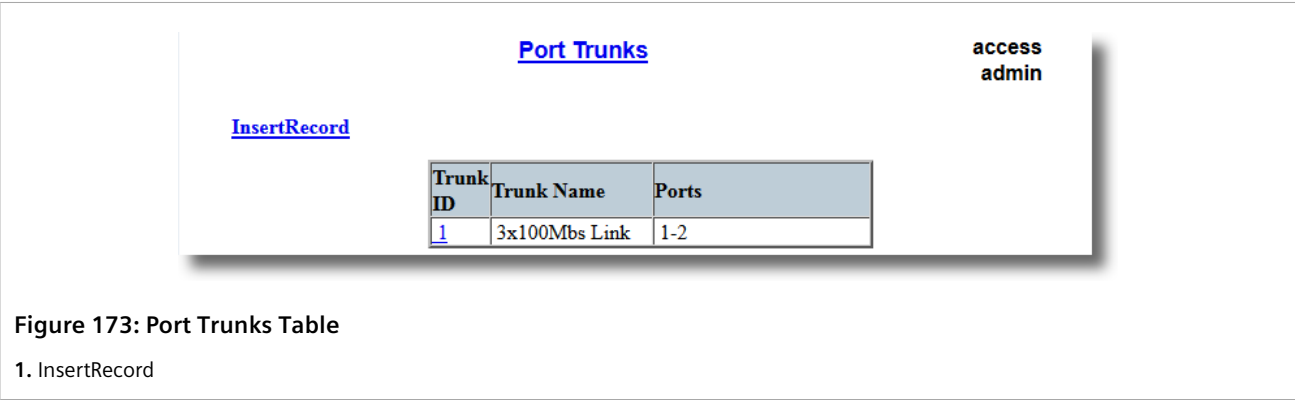 Port Trunks
access
admin
InsertRecord
Trunk ID Trunk Name Ports
1 3x100Mbs Link 1-2
Figure 173: Port Trunks Table
1. InsertRecord